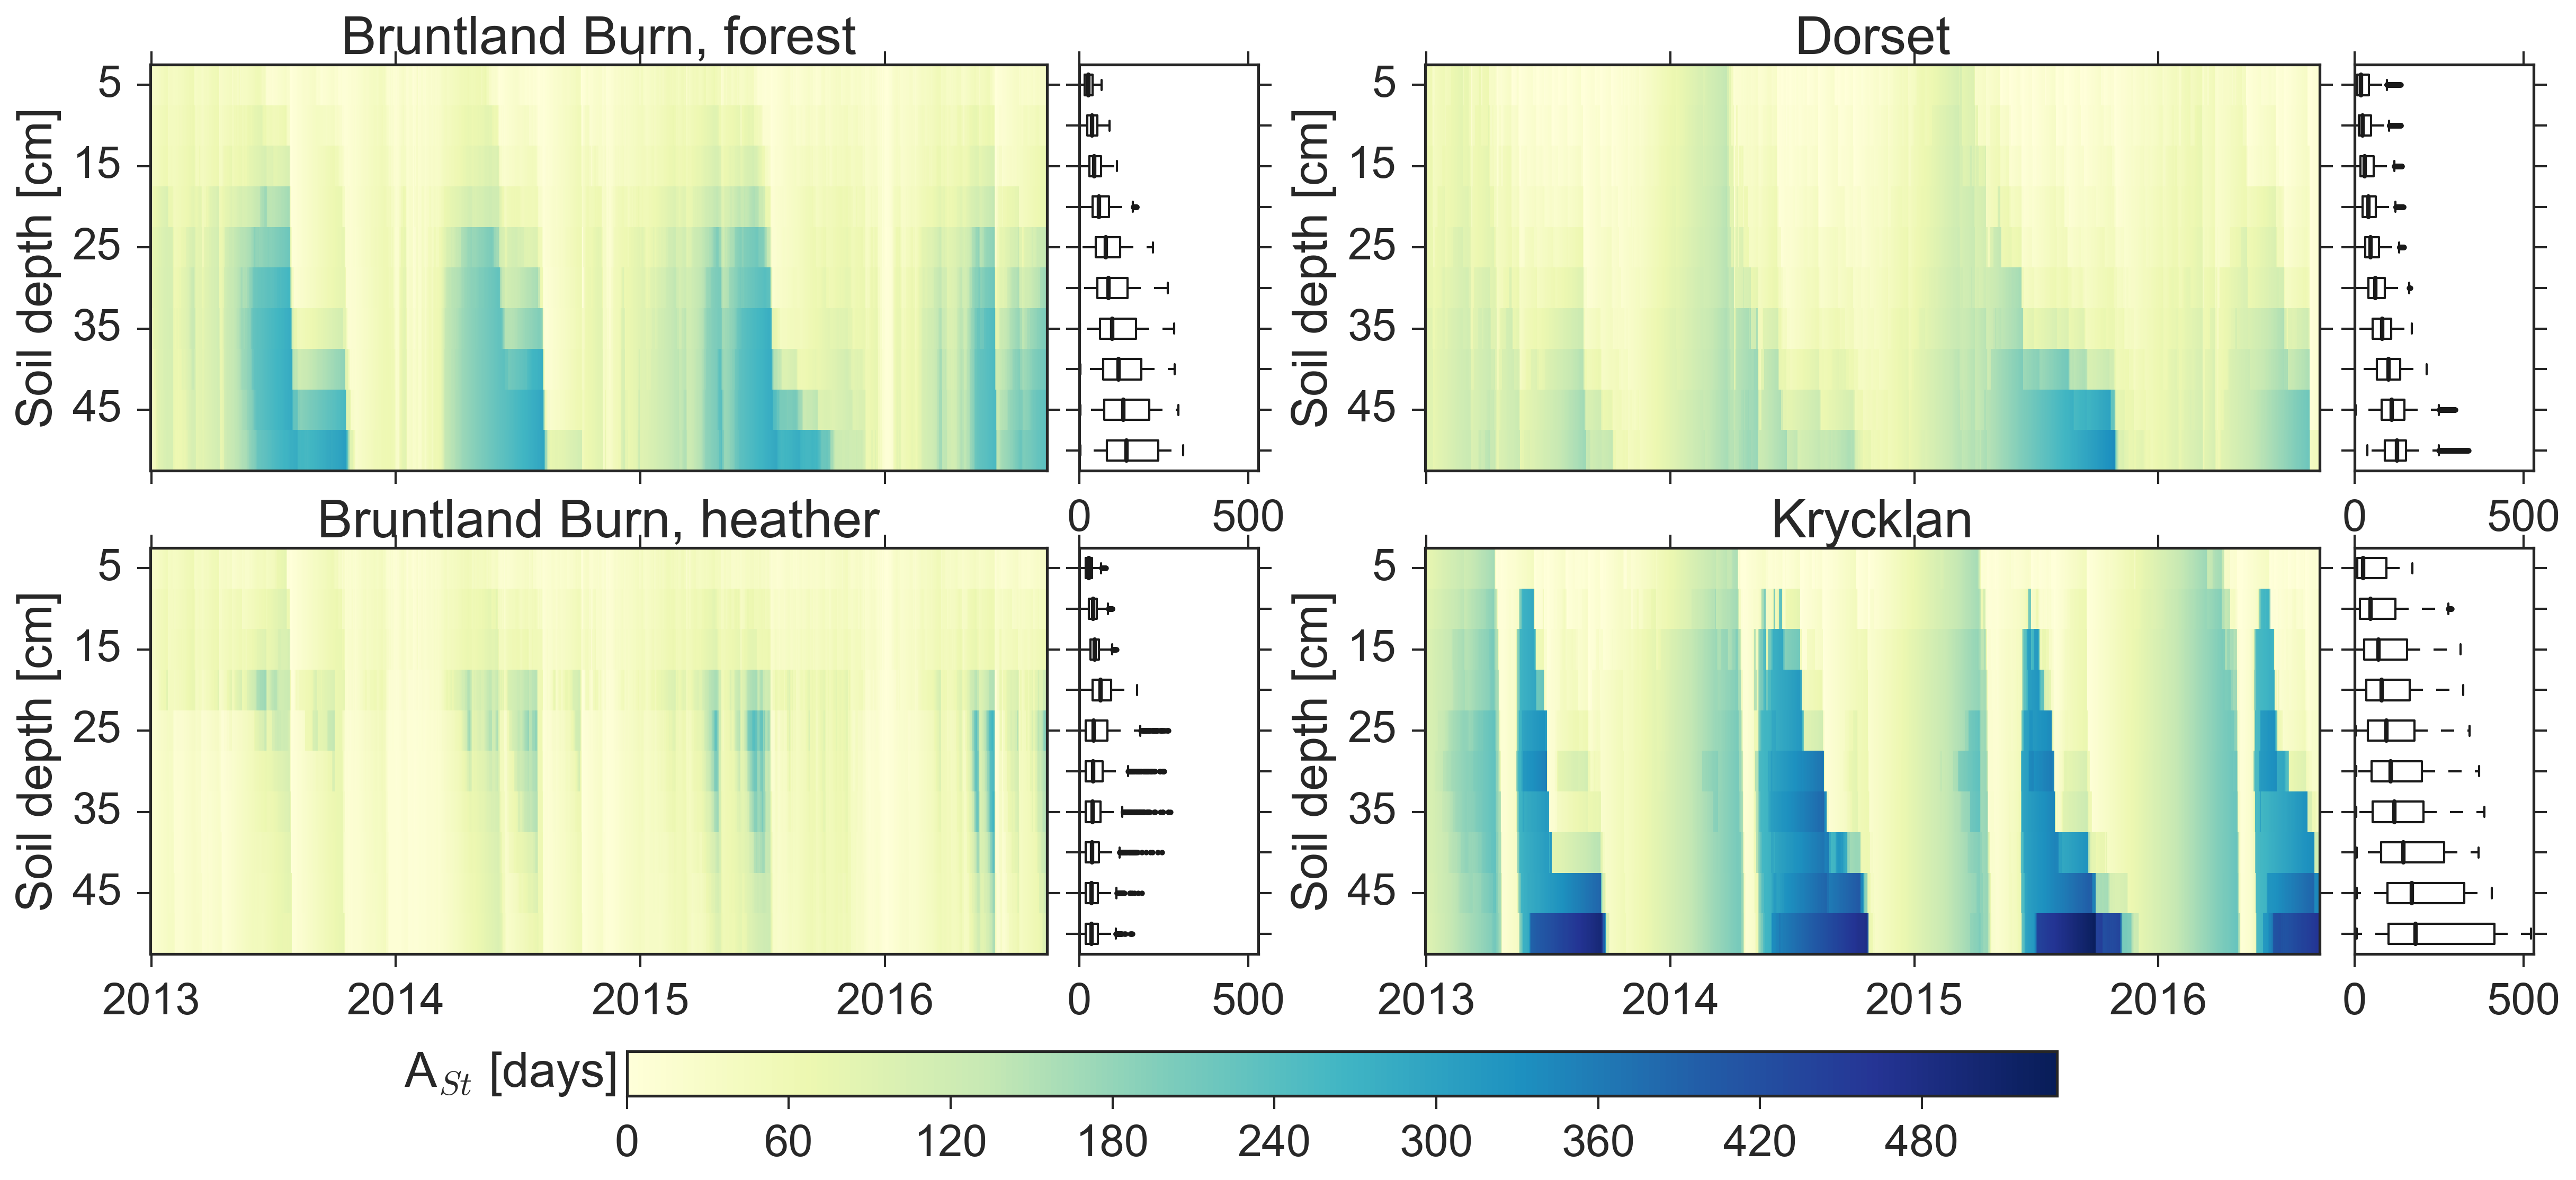 Bruntland Burn, forest
Soil depth [cm]
5
15
25
35
45
0 500
Dorset
Soil depth [cm]
5
15
25
35
45
0 500
Bruntland Burn, heather
Soil depth [cm]
5
15
25
35
45
2013 2014 2015 2016
0 500
Krycklan
Soil depth [cm]
5
15
25
35
45
2013 2014 2015 2016
0 500
A_St [days]
0 60 120 180 240 300 360 420 480